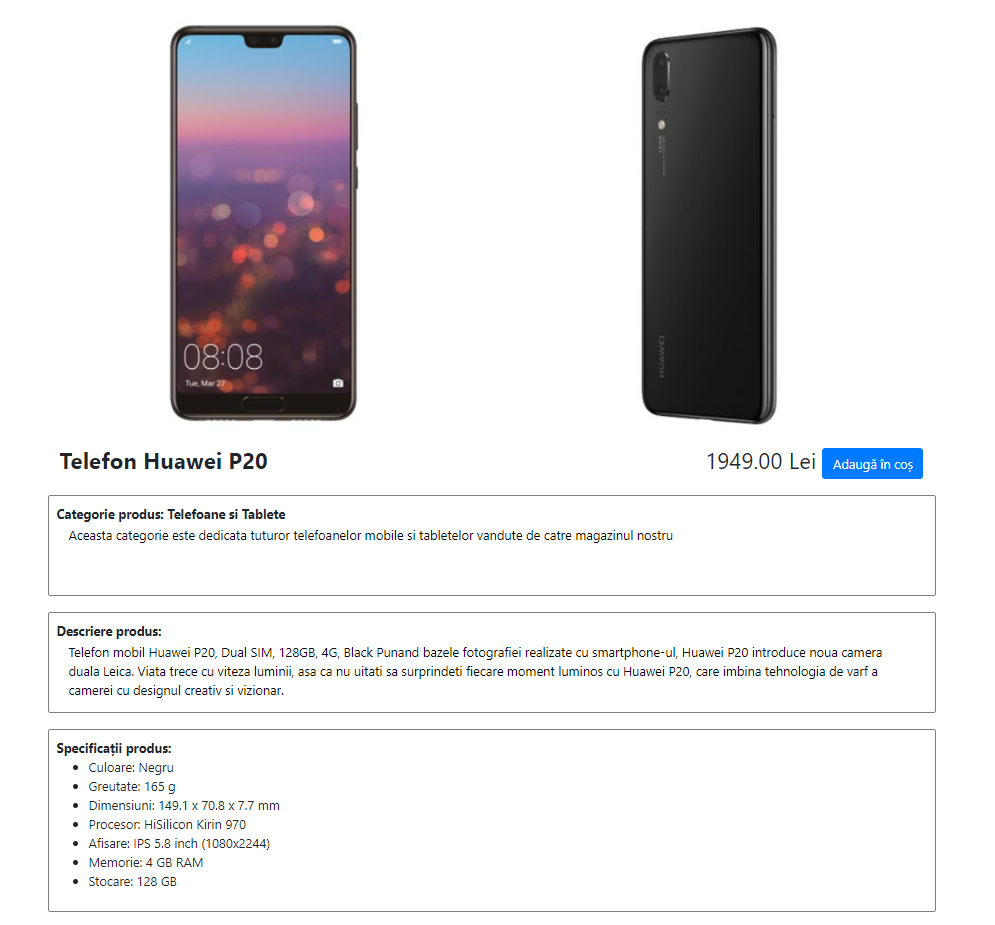 08:08
Tue, Mar 27
HUAWEI
Telefon Huawei P20
1949.00 Lei Adaugă în coș
Categorie produs: Telefoane si Tablete
Aceasta categorie este dedicata tuturor telefoanelor mobile si tabletelor vandute de catre magazinul nostru
Descriere produs:
Telefon mobil Huawei P20, Dual SIM, 128GB, 4G, Black Punand bazele fotografiei realizate cu smartphone-ul, Huawei P20 introduce noua camera
duala Leica. Viata trece cu viteza luminii, asa ca nu uitati sa surprindeti fiecare moment luminos cu Huawei P20, care imbina tehnologia de varf a
camerei cu designul creativ si vizionar.
Specificații produs:
• Culoare: Negru
• Greutate: 165 g
• Dimensiuni: 149.1 x 70.8 x 7.7 mm
• Procesor: HiSilicon Kirin 970
• Afisare: IPS 5.8 inch (1080x2244)
• Memorie: 4 GB RAM
• Stocare: 128 GB